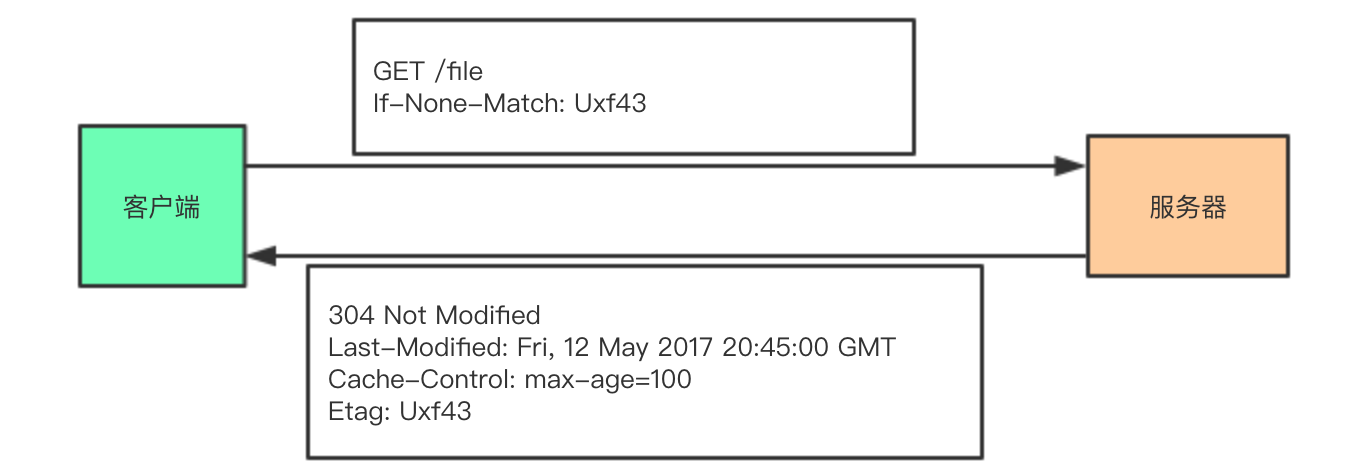 GET /file
If-None-Match: Uxf43
客户端
服务器
304 Not Modified
Last-Modified: Fri, 12 May 2017 20:45:00 GMT
Cache-Control: max-age=100
Etag: Uxf43